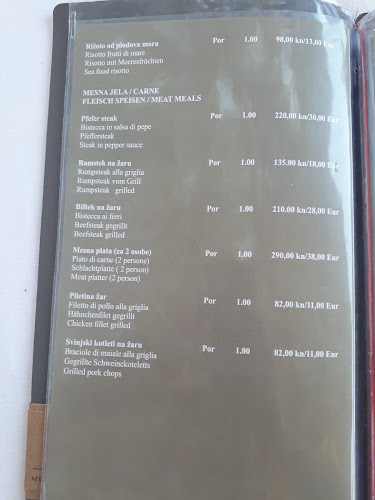 Rižoto od plodova mora Por 1.00 98,00 kn/13,00 Eur
Risotto frutti di mare
Risotto mit Meeresfrüchten
Sea food risotto
MESNA JELA / CARNE
FLEISCH SPEISEN / MEAT MEALS
Pfefer steak Por 1.00 220,00 kn/30,00 Eur
Bistecca in salsa di pepe
Pfeffersteak
Steak in pepper sauce
Ramstek na žaru Por 1.00 135.00 kn/18,00 Eur
Rumpsteak alla griglia
Rumpsteak vom Grill
Rumpsteak grilled
Biftek na žaru Por 1.00 210.00 kn/28,00 Eur
Bistecca ai ferri
Beefsteak gegrillt
Beefsteak grilled
Mesna plata (za 2 osobe) Por 1.00 290,00 kn/38,00 Eur
Piato di carne (2 persone)
Schlachtplatte ( 2 persone)
Meat platter (2 person)
Piletina žar Por 1.00 82,00 kn/11,00 Eur
Filetto di pollo alla griglia
Hähnchenfilet gegrillt
Chicken fillet grilled
Svinjski kotleti na žaru Por 1.00 82,00 kn/11,00 Eur
Braciole di maiale alla griglia
Gegrillte Schweinekoteletts
Grilled pork chops